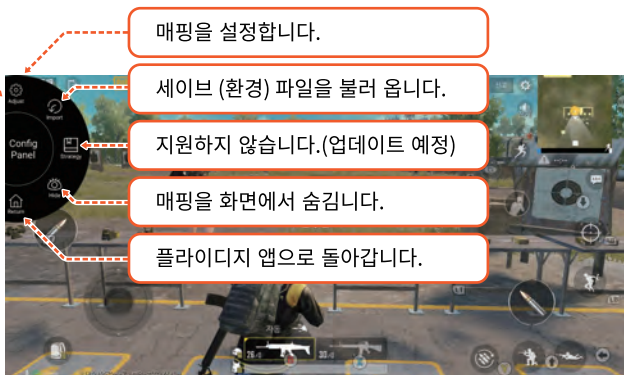 매핑을 설정합니다.
세이브 (환경) 파일을 불러 옵니다.
지원하지 않습니다.(업데이트 예정)
매핑을 화면에서 숨김니다.
플라이디지 앱으로 돌아갑니다.
Adjust
Import
Config
Panel
Strategy
Hide
Return
자동